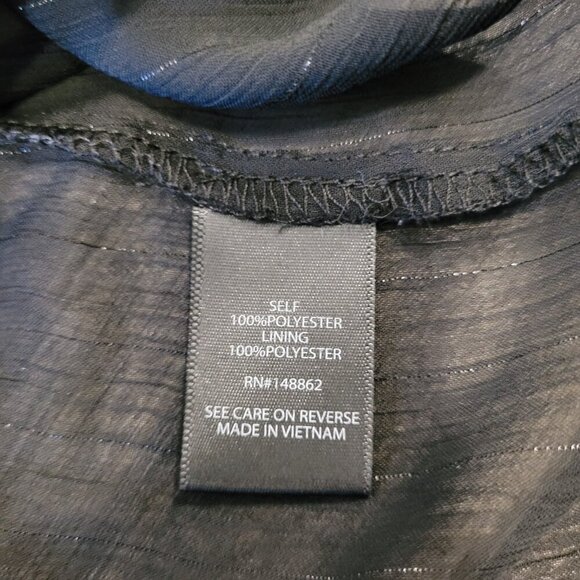 SELF
100%POLYESTER
LINING
100%POLYESTER
RN#148862
SEE CARE ON REVERSE
MADE IN VIETNAM